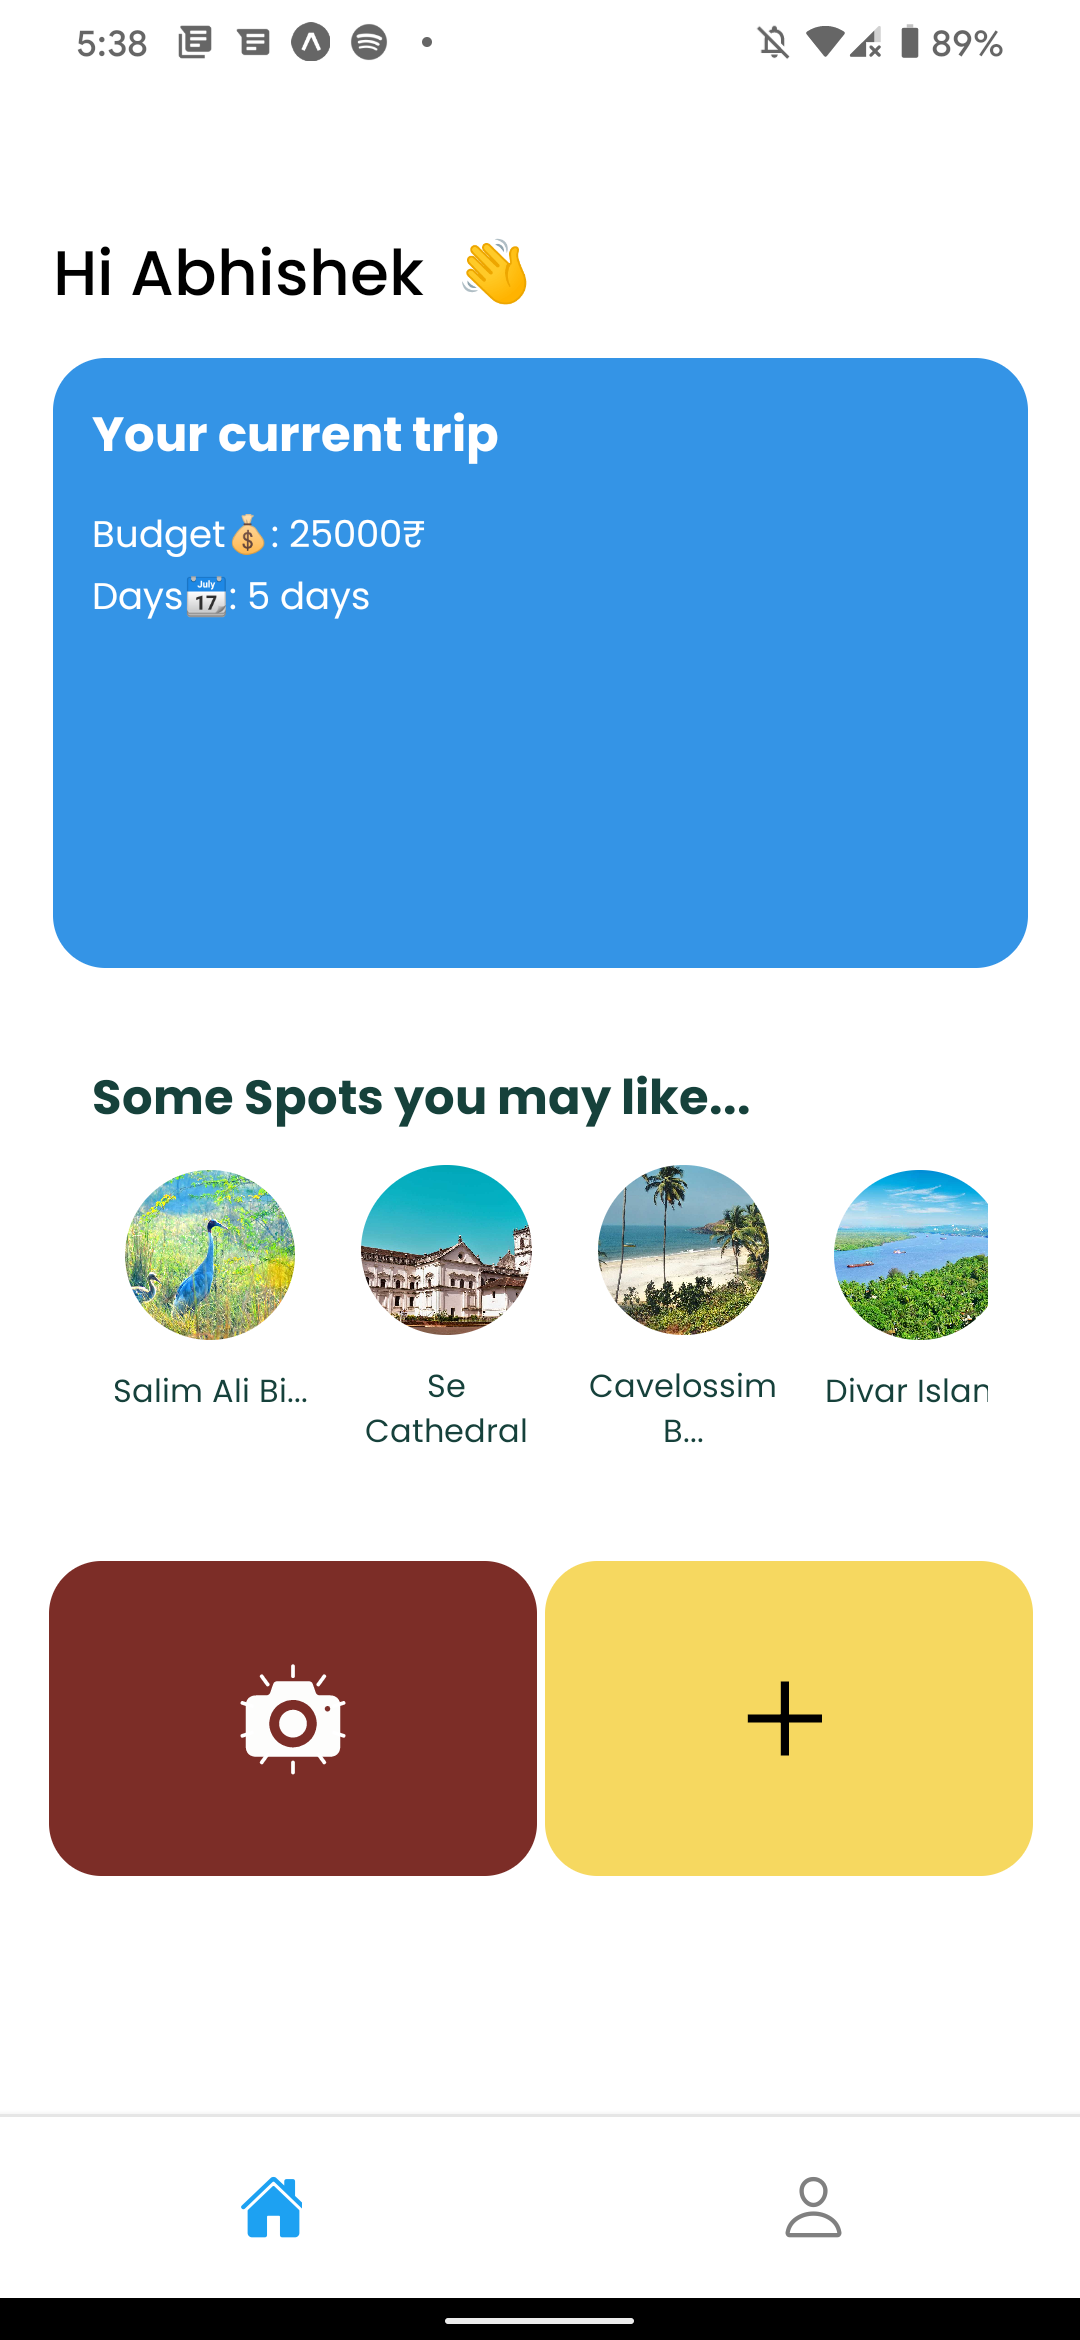 5:38
89%
Hi Abhishek 👋
Your current trip
Budget💰: 25000₹
Days📅: 5 days
Some Spots you may like...
Salim Ali Bi...
Se
Cathedral
Cavelossim
B...
Divar Islan